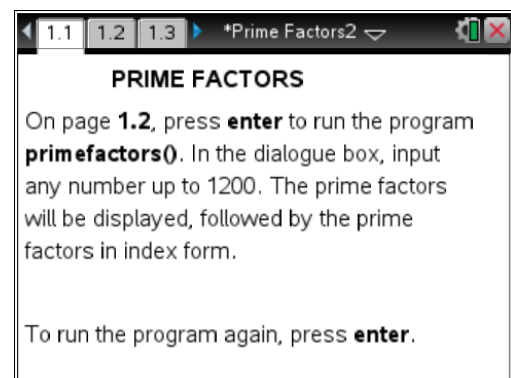 1.1 1.2 1.3 *Prime Factors2
PRIME FACTORS
On page 1.2, press enter to run the program
primefactors(). In the dialogue box, input
any number up to 1200. The prime factors
will be displayed, followed by the prime
factors in index form.
To run the program again, press enter.